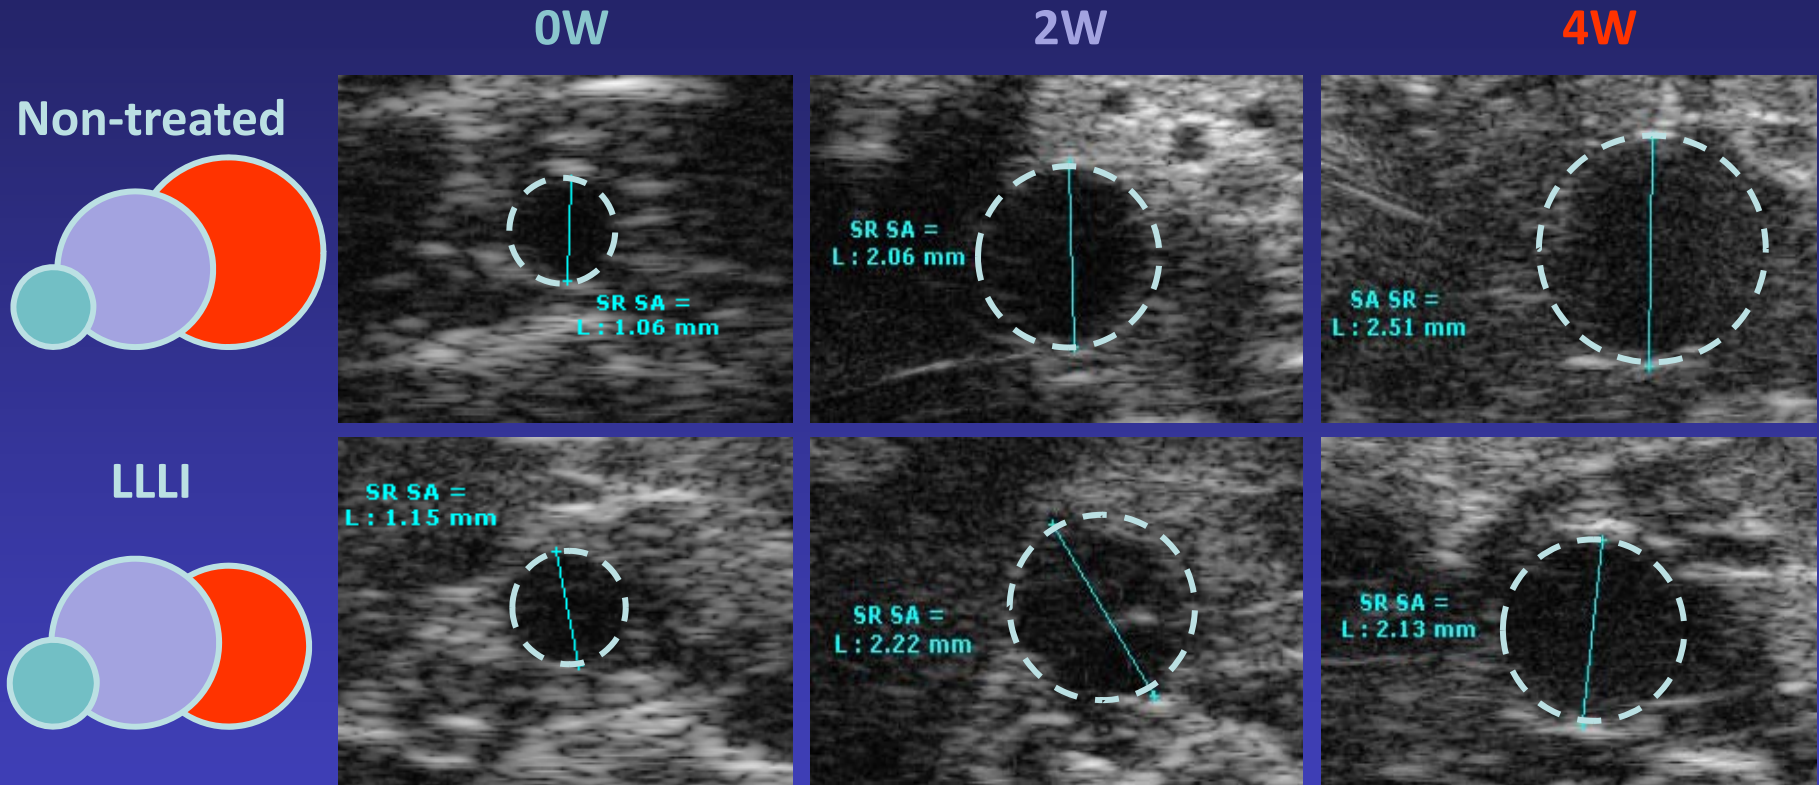 0W
2W
4W
Non-treated
SR SA =
L : 1.06 mm
SR SA =
L : 2.06 mm
SA SR =
L : 2.51 mm
LLLI
SR SA =
L : 1.15 mm
SR SA =
L : 2.22 mm
SR SA =
L : 2.13 mm